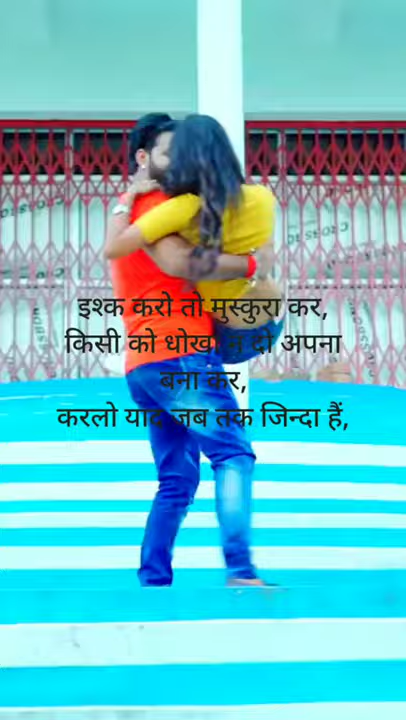 इश्क करो तो मुस्कुरा कर,
किसी को धोखा न दो अपना
बना कर,
करलो याद जब तक जिन्दा हैं,